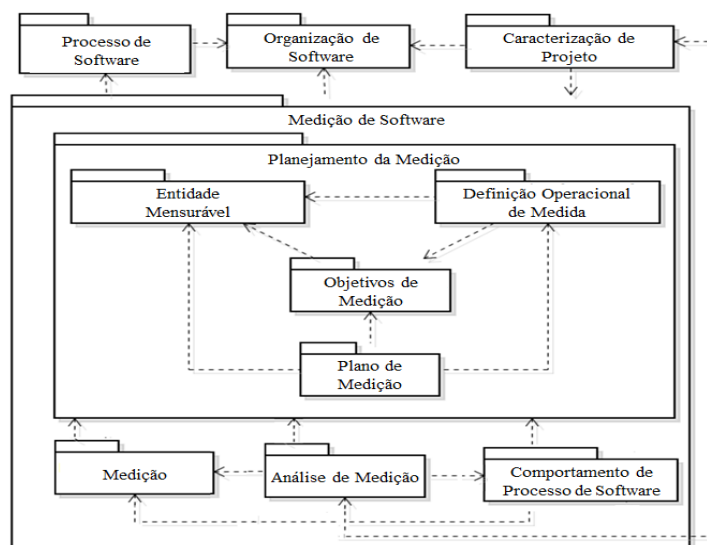 Processo de
Software
Organização de
Software
Caracterização de
Projeto
Medição de Software
Planejamento da Medição
Entidade
Mensurável
Definição Operacional
de Medida
Objetivos de
Medição
Plano de
Medição
Medição
Análise de Medição
Comportamento de
Processo de Software